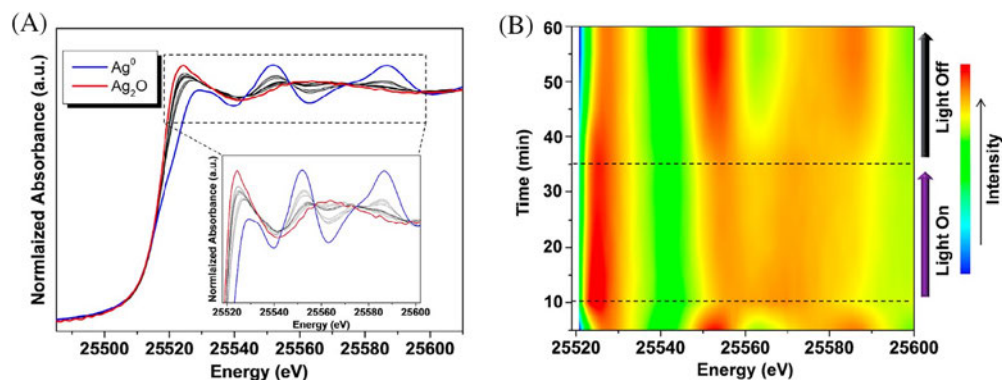 (A)
Ag0
Ag2O
Normlaized Absorbance (a.u.)
Normlaized Absorbance (a.u.)
25520 25540 25560 25580 25600
Energy (eV)
25500 25520 25540 25560 25580 25600
Energy (eV)
(B)
60
50
40
30
20
10
Time (min)
25520 25540 25560 25580 25600
Energy (eV)
Light Off
Light On
Intensity